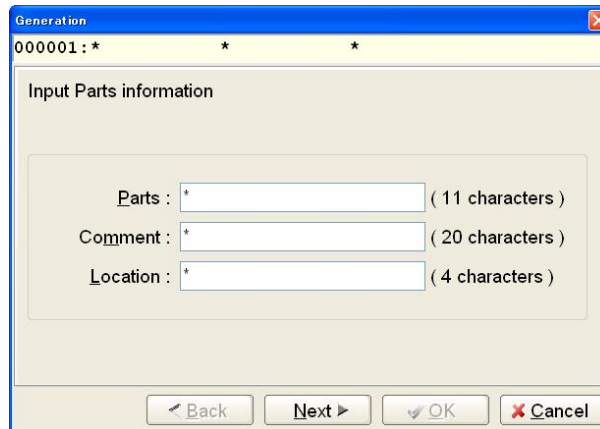 Generation
000001:* * *
Input Parts information
Parts : * ( 11 characters )
Comment : * ( 20 characters )
Location : * ( 4 characters )
Back Next OK Cancel